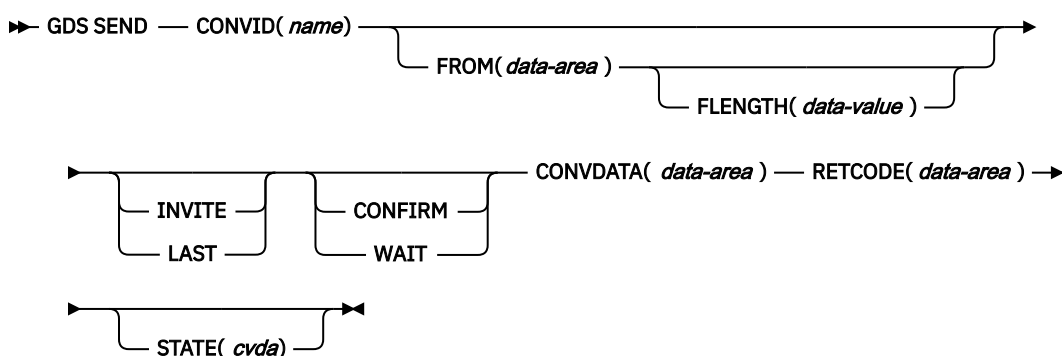 GDS SEND CONVID( name)
FROM( data-area )
FLENGTH( data-value )
CONVDATA( data-area ) RETCODE( data-area )
INVITE CONFIRM
LAST WAIT
STATE( cvda)